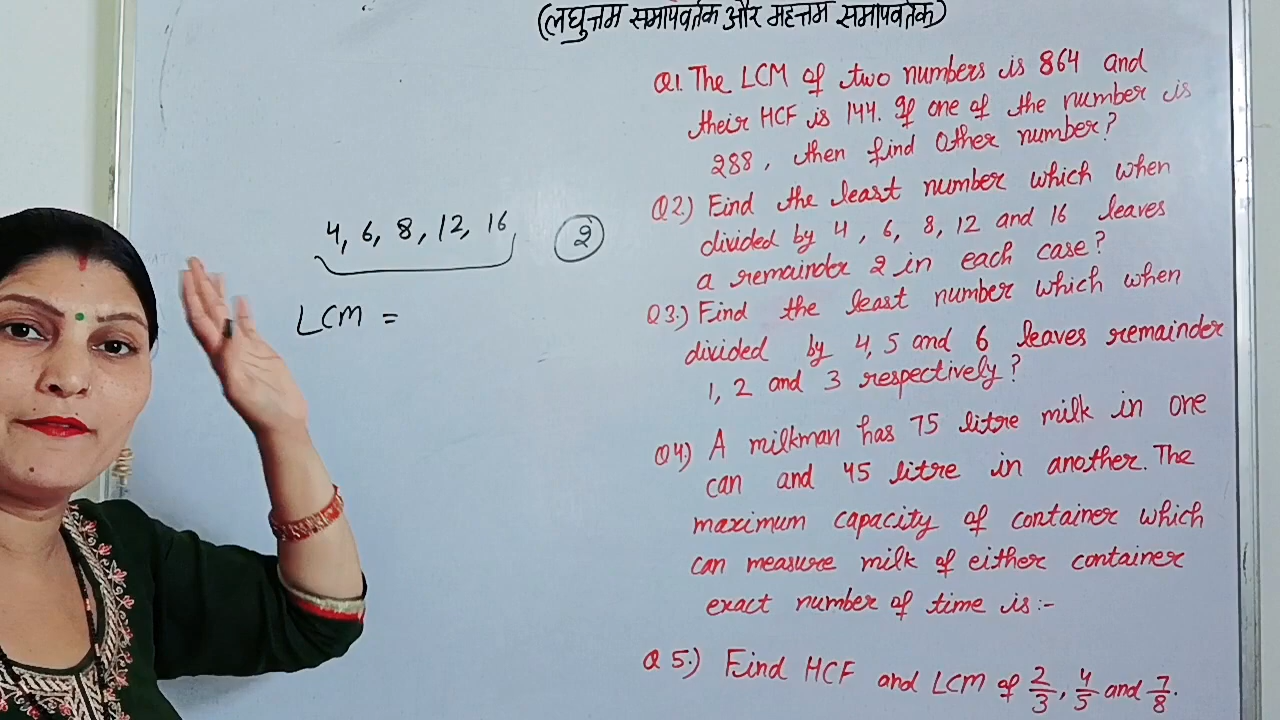 (लघुत्तम समापवर्तक और महत्तम समापवर्तक)
Q1. The LCM of two numbers is 864 and
their HCF is 144. If one of the number is
288, then find Other number?
Q2.) Find the least number which when
divided by 4, 6, 8, 12 and 16 leaves
a remainder 2 in each case?
Q3.) Find the least number which when
divided by 4, 5 and 6 leaves remainder
1, 2 and 3 respectively?
Q4.) A milkman has 75 litre milk in one
can and 45 litre in another. The
maximum capacity of container which
can measure milk of either container
exact number of time is:-
Q 5.) Find HCF and LCM of 2/3, 4/5 and 7/8.
4, 6, 8, 12, 16, 2
LCM =